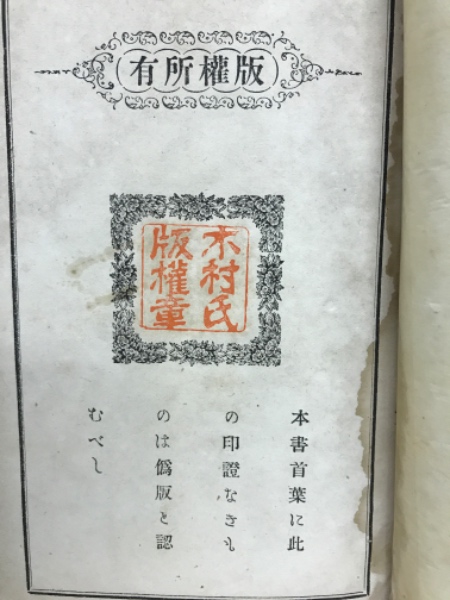 有所權版
木村氏
版權章
本書首葉に此
の印證なきも
のは僞版と認
むべし